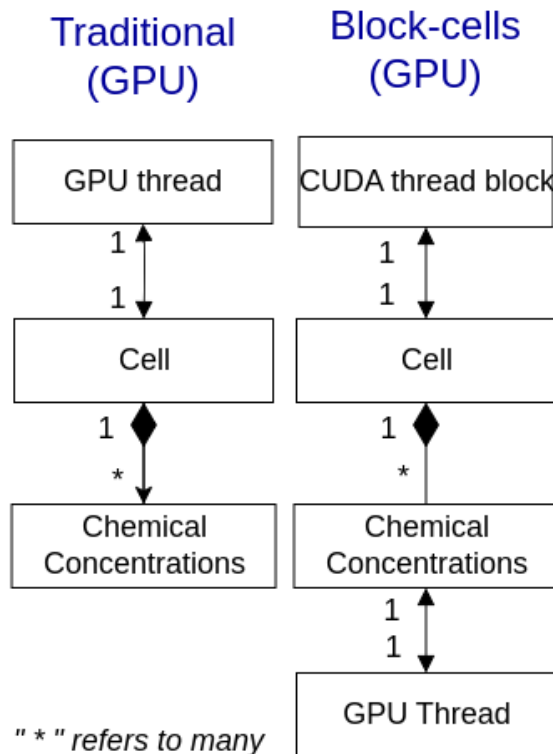 Traditional
(GPU)
GPU thread
1
1
Cell
1
*
Chemical
Concentrations
" * " refers to many
Block-cells
(GPU)
CUDA thread block
1
1
Cell
1
*
Chemical
Concentrations
1
1
GPU Thread